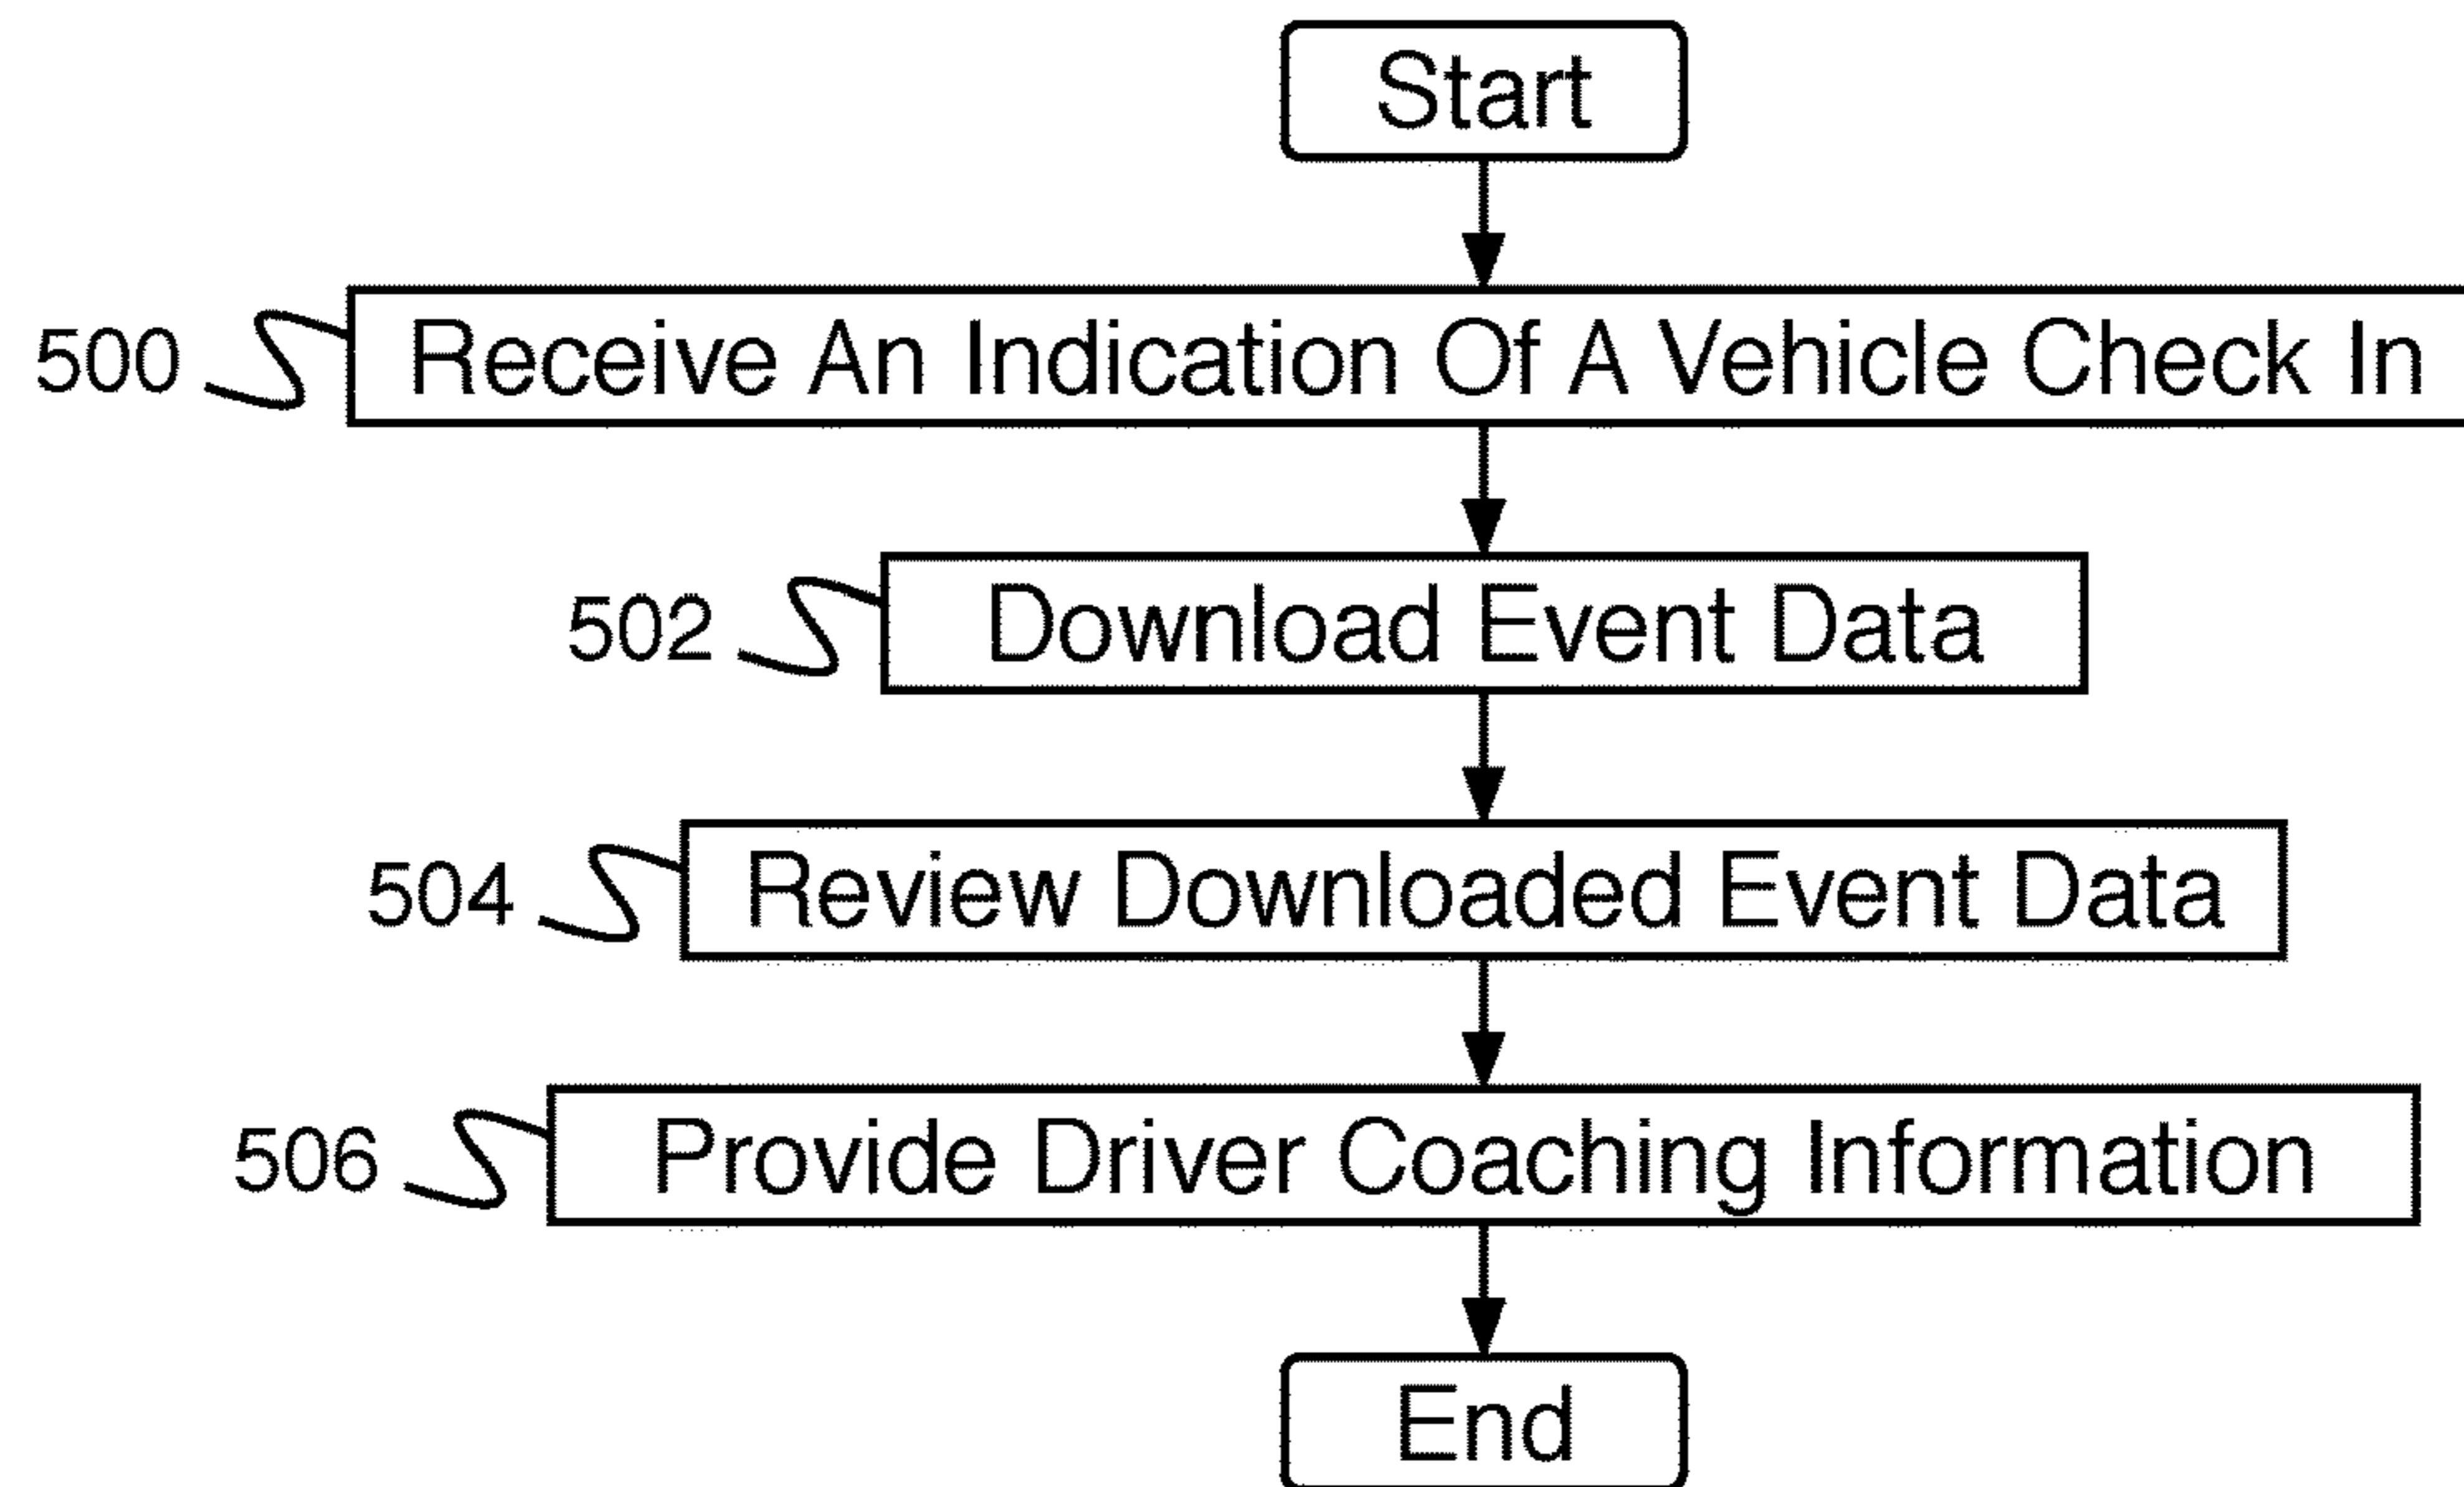 Start
500 Receive An Indication Of A Vehicle Check In
502 Download Event Data
504 Review Downloaded Event Data
506 Provide Driver Coaching Information
End